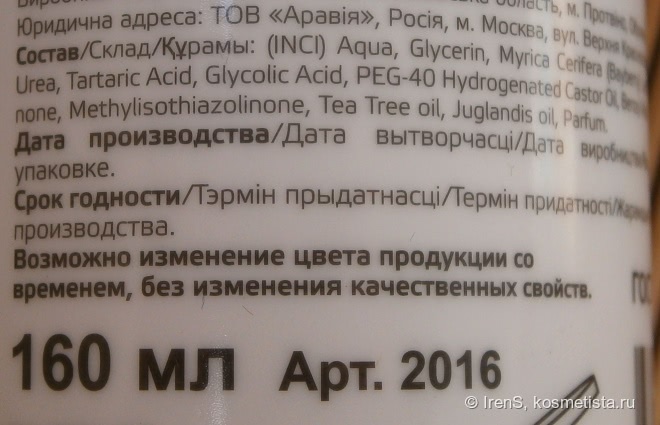 область, м. Протвино,
Юридична адреса: ТОВ «Аравія», Росія, м. Москва, вул. Верхня
Состав/Склад/Құрамы: (INCI) Aqua, Glycerin, Myrica Cerifera
Urea, Tartaric Acid, Glycolic Acid, PEG-40 Hydrogenated Castor Oil,
none, Methylisothiazolinone, Tea Tree oil, Juglandis oil, Parfum.
Дата производства/Дата вытворчасці/Дата
упаковке.
Срок годности/Тэрмін прыдатнасці/Термін придатності/
производства.
Возможно изменение цвета продукции со
временем, без изменения качественных свойств.
160 мл Арт. 2016
© IrenS, kosmetista.ru